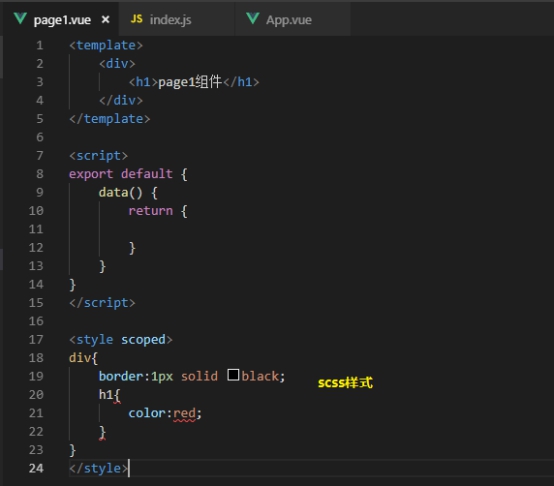 page1.vue × JS index.js App.vue
1 <template>
2 <div>
3 <h1>page1组件</h1>
4 </div>
5 </template>
6
7 <script>
8 export default {
9 data() {
10 return {
11
12 }
13 }
14 }
15 </script>
16
17 <style scoped>
18 div{
19 border:1px solid black; scss样式
20 h1{
21 color:red;
22 }
23 }
24 </style>